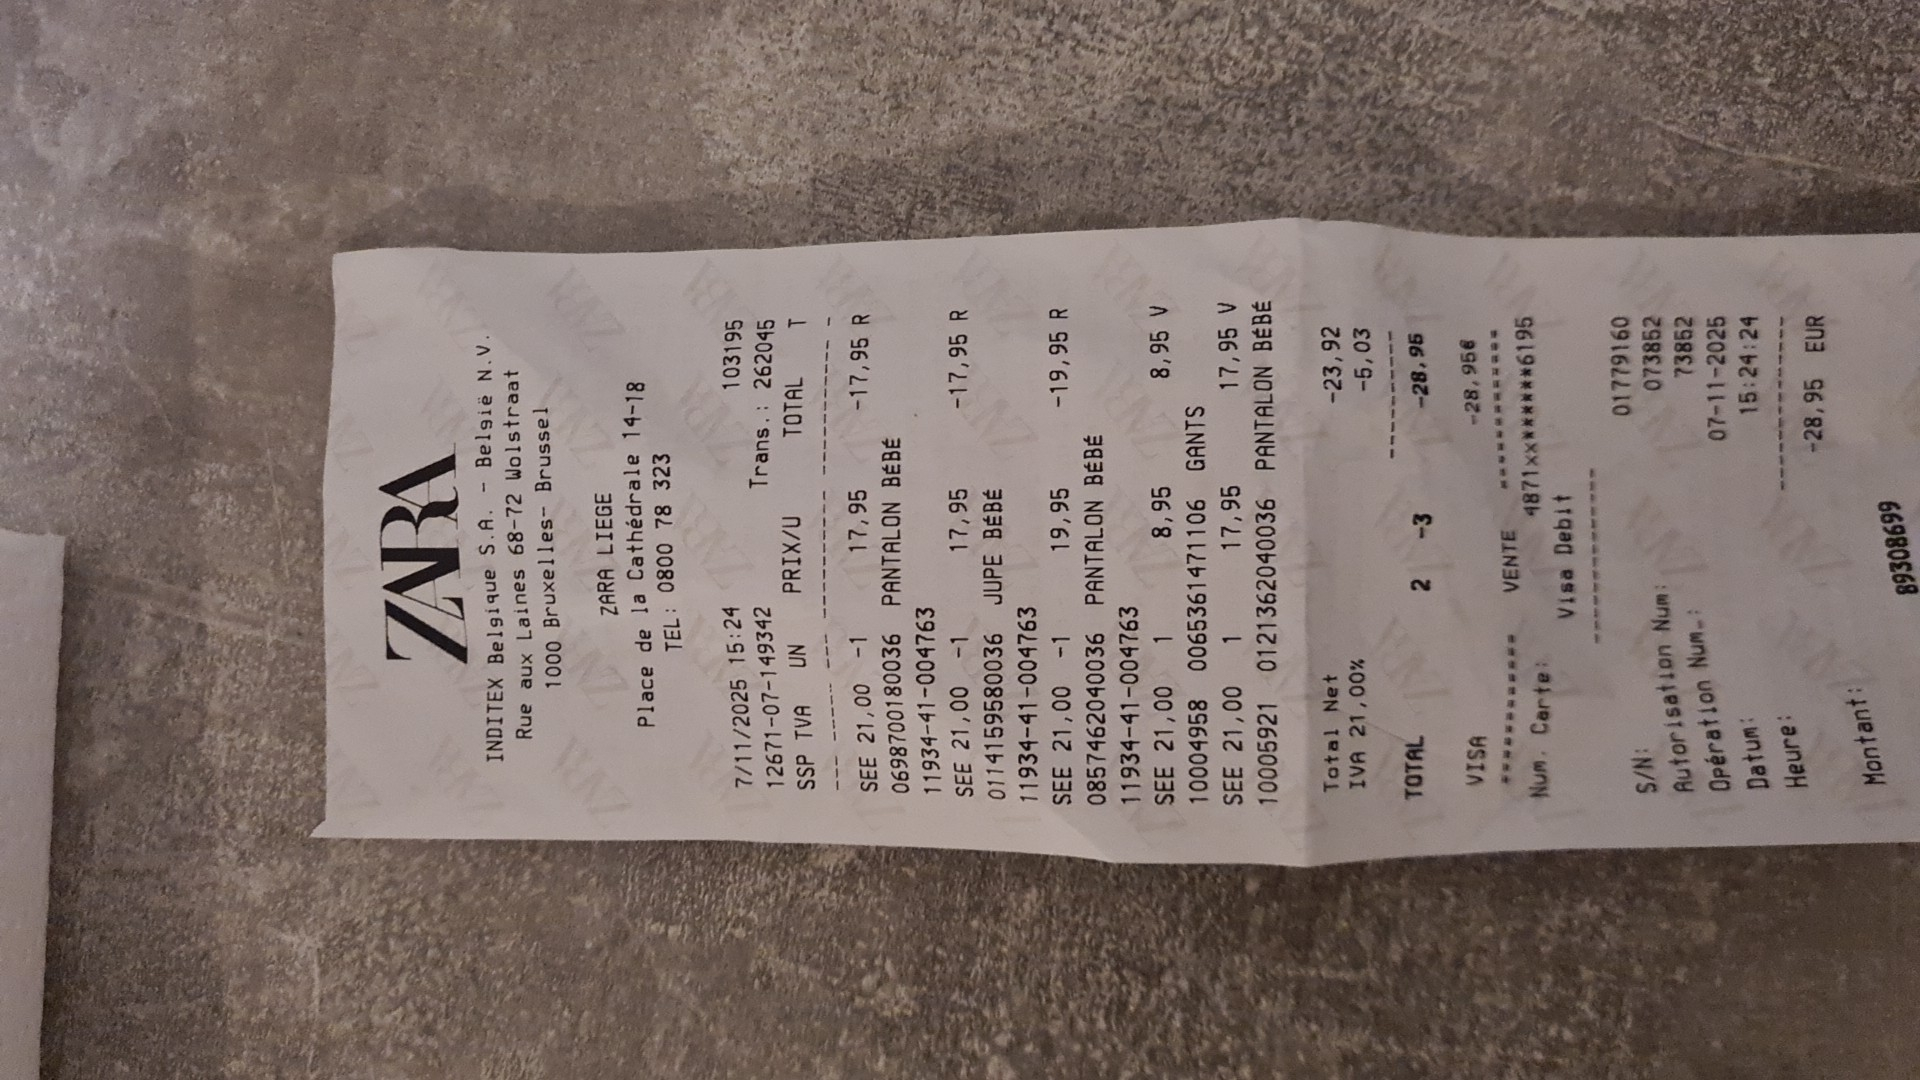 ZARA
INDITEX Belgique S.A. - België N.V.
Rue aux Laines 68-72 Wolstraat
1000 Bruxelles- Brussel
ZARA LIEGE
Place de la Cathédrale 14-18
TEL: 0800 78 323
7/11/2025 15:24 103195
12671-07-149342 Trans.: 262045
SSP TVA UN PRIX/U TOTAL T
SEE 21,00 -1 17,95 -17,95 R
0698700180036 PANTALON BÉBÉ
11934-41-004763
SEE 21,00 -1 17,95 -17,95 R
0114159580036 JUPE BÉBÉ
11934-41-004763
SEE 21,00 -1 19,95 -19,95 R
0857462040036 PANTALON BÉBÉ
11934-41-004763
SEE 21,00 1 8,95 8,95 V
10004958 0065361471106 GANTS
SEE 21,00 1 17,95 17,95 V
10005921 0121362040036 PANTALON BÉBÉ
Total Net -23,92
IVA 21,00% -5,03
TOTAL 2 -3 -28,95
VISA -28,95€
********** VENTE **********
Num. Carte: 4871xx******6195
Visa Debit
S/N: 01779160
Autorisation Num: 073852
Opération Num.: 73852
Datum: 07-11-2025
Heure: 15:24:24
Montant: -28,95 EUR
89308699